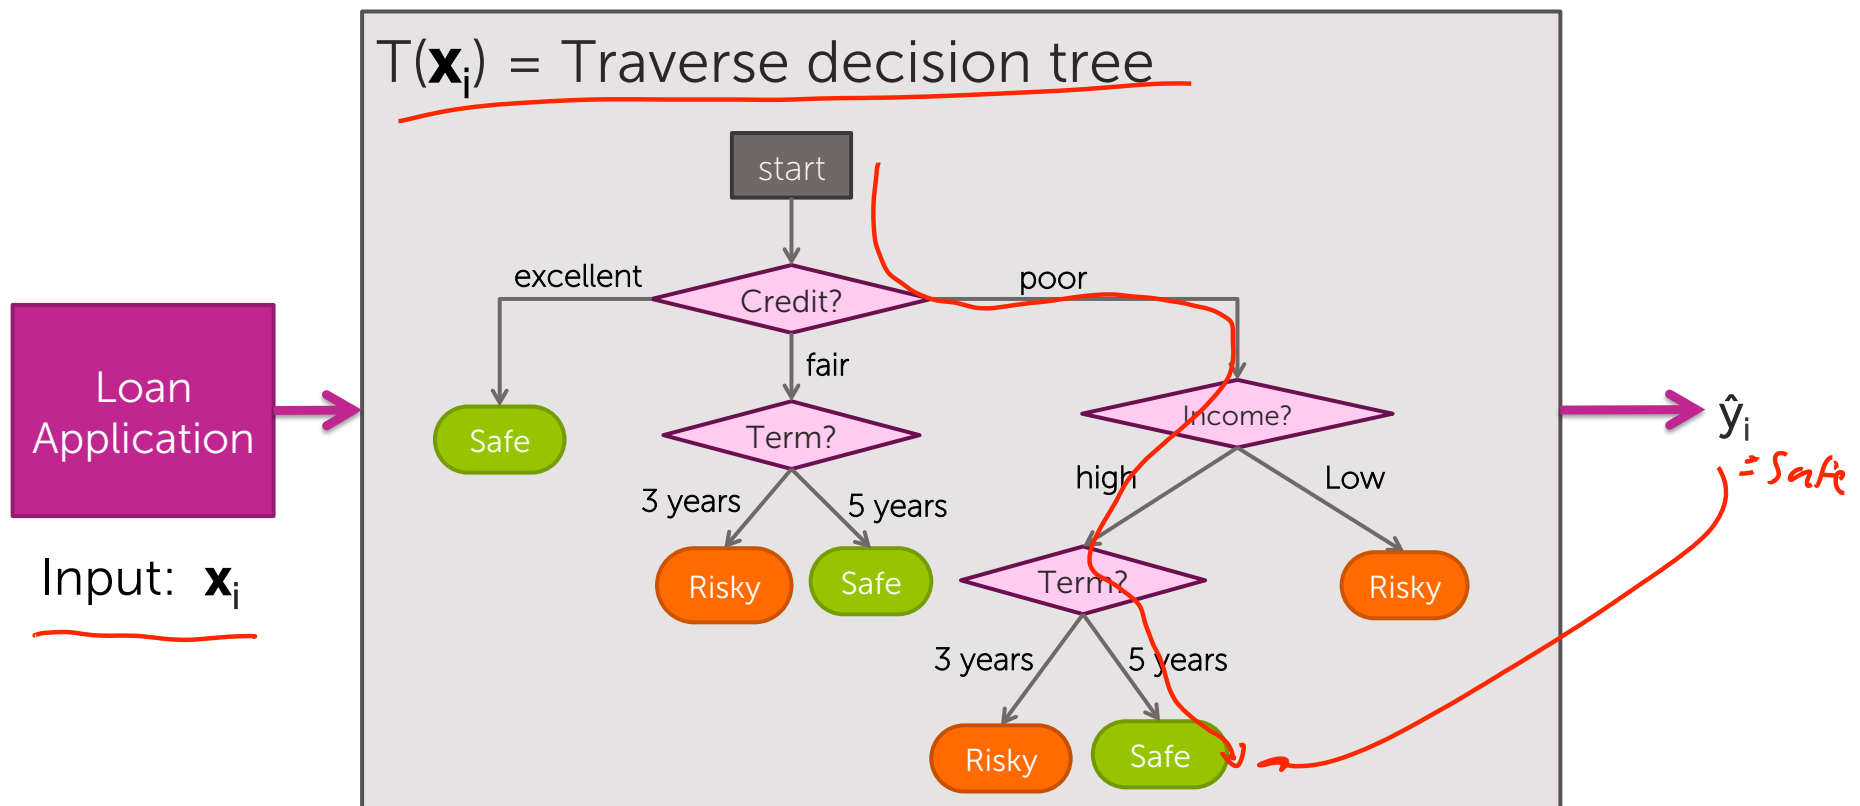 T(xᵢ) = Traverse decision tree
start
excellent
Credit?
poor
fair
Loan
Application
Safe
Term?
Income?
ŷᵢ
= Safe
high
Low
3 years
5 years
Input: xᵢ
Risky
Safe
Term?
Risky
3 years
5 years
Risky
Safe